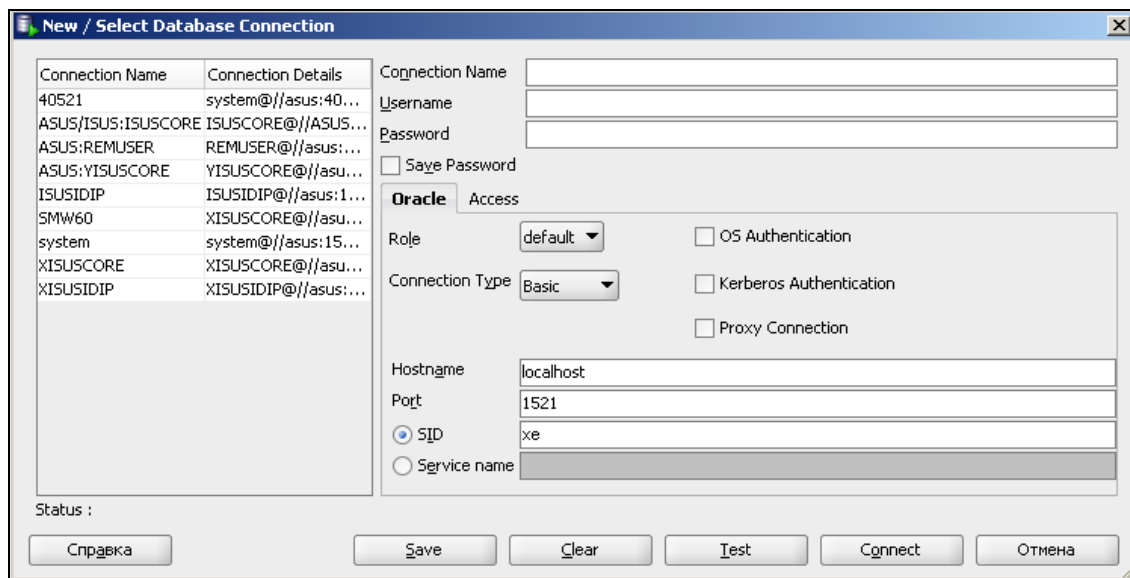 New / Select Database Connection
Connection Name Connection Details
40521 system@//asus:40...
ASUS/ISUS:ISUSCORE ISUSCORE@//ASUS...
ASUS:REMUSER REMUSER@//asus:...
ASUS:YISUSCORE YISUSCORE@//asu...
ISUSIDIP ISUSIDIP@//asus:1...
SMW60 XISUSCORE@//asu...
system system@//asus:15...
XISUSCORE XISUSCORE@//asu...
XISUSIDIP XISUSIDIP@//asus:...
Connection Name
Username
Password
Save Password
Oracle Access
Role default OS Authentication
Connection Type Basic Kerberos Authentication
Proxy Connection
Hostname localhost
Port 1521
SID xe
Service name
Status :
Справка Save Clear Test Connect Отмена